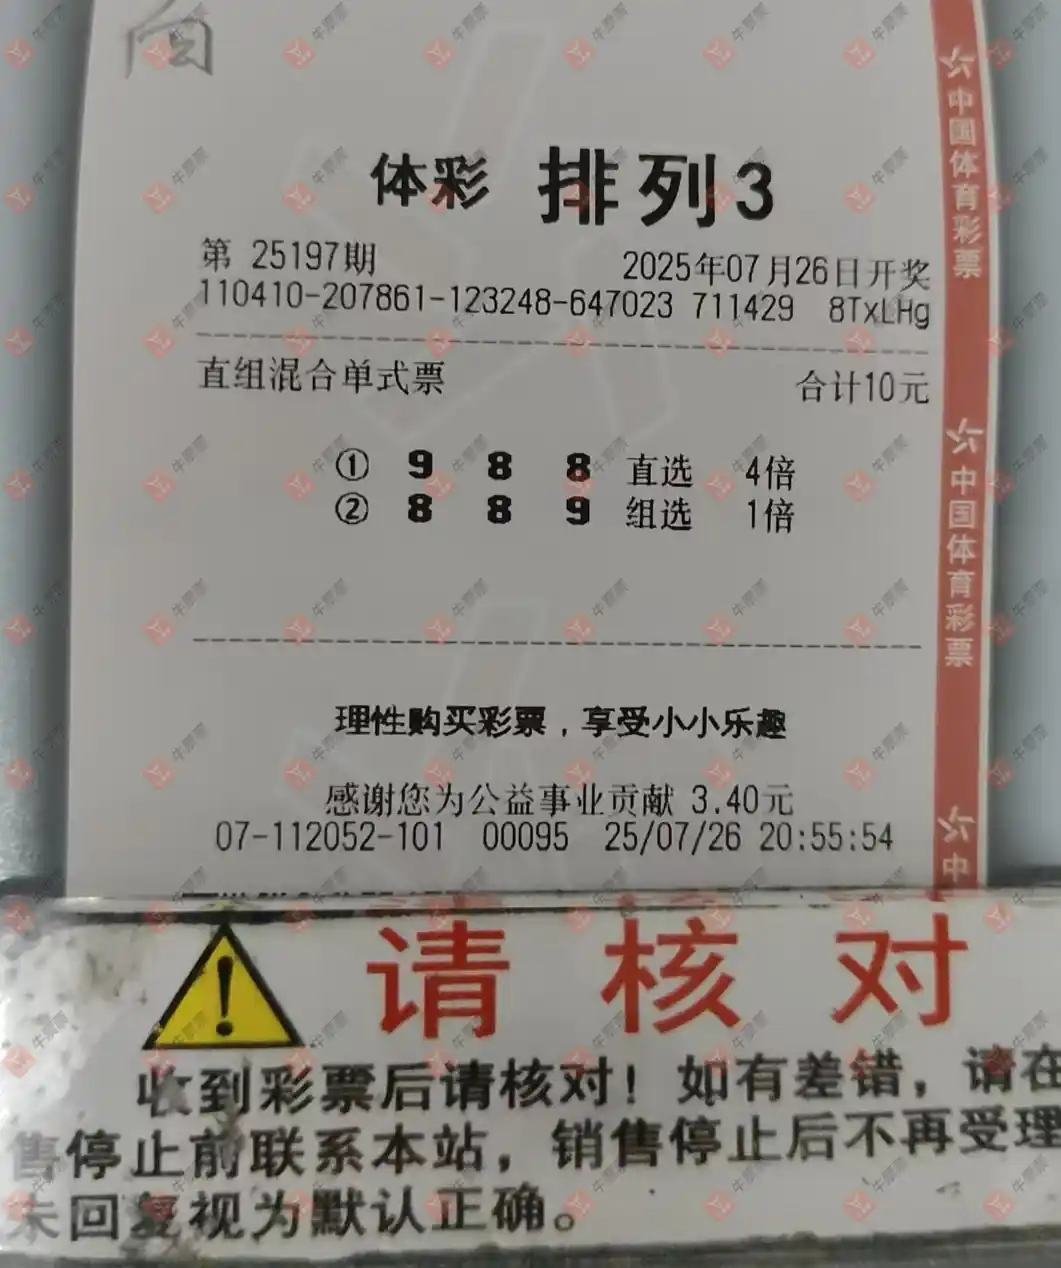 体彩 排列3
第 25197期 2025年07月26日开奖
110410-207861-123248-647023 711429 8TxLHg
直组混合单式票 合计10元
① 9 8 8 直选 4倍
② 8 8 9 组选 1倍
理性购买彩票，享受小小乐趣
感谢您为公益事业贡献 3.40元
07-112052-101 00095 25/07/26 20:55:54
中国体育彩票
中国体育彩票
中
请核对
收到彩票后请核对！如有差错，请在
售停止前联系本站，销售停止后不再受理
未回复视为默认正确。